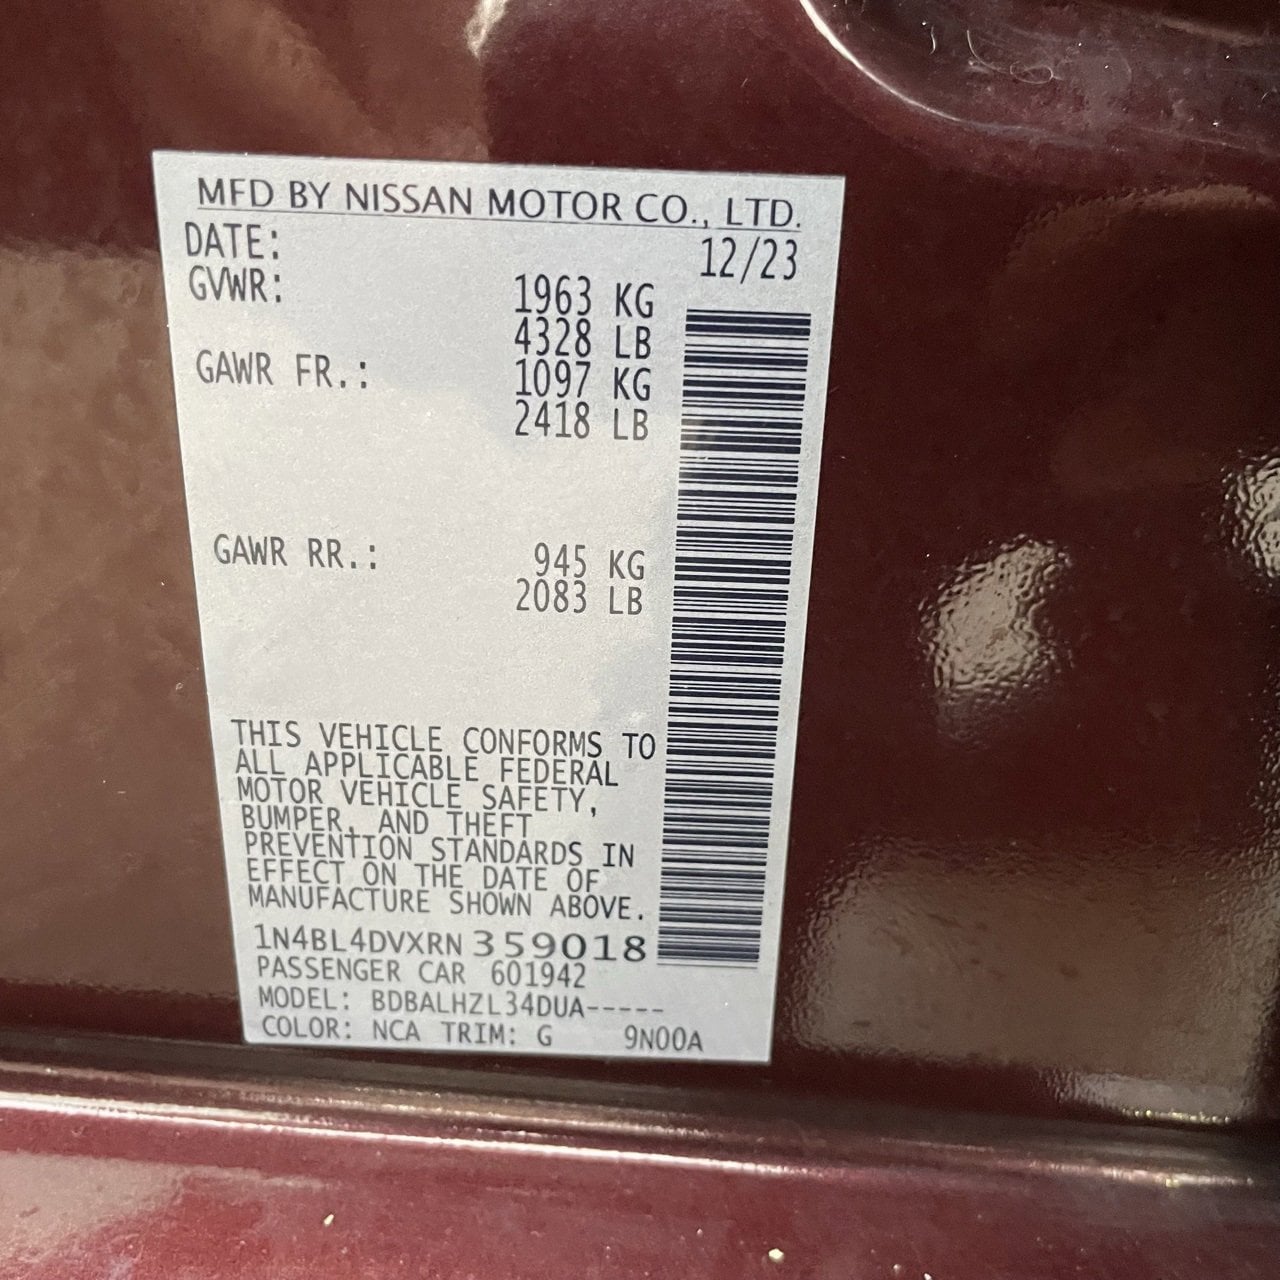 MFD BY NISSAN MOTOR CO., LTD.
DATE: 12/23
GVWR: 1963 KG
4328 LB
GAWR FR.: 1097 KG
2418 LB
GAWR RR.: 945 KG
2083 LB
THIS VEHICLE CONFORMS TO
ALL APPLICABLE FEDERAL
MOTOR VEHICLE SAFETY,
BUMPER, AND THEFT
PREVENTION STANDARDS IN
EFFECT ON THE DATE OF
MANUFACTURE SHOWN ABOVE.
1N4BL4DVXRN359018
PASSENGER CAR 601942
MODEL: BDBALHZL34DUA-----
COLOR: NCA TRIM: G 9N00A